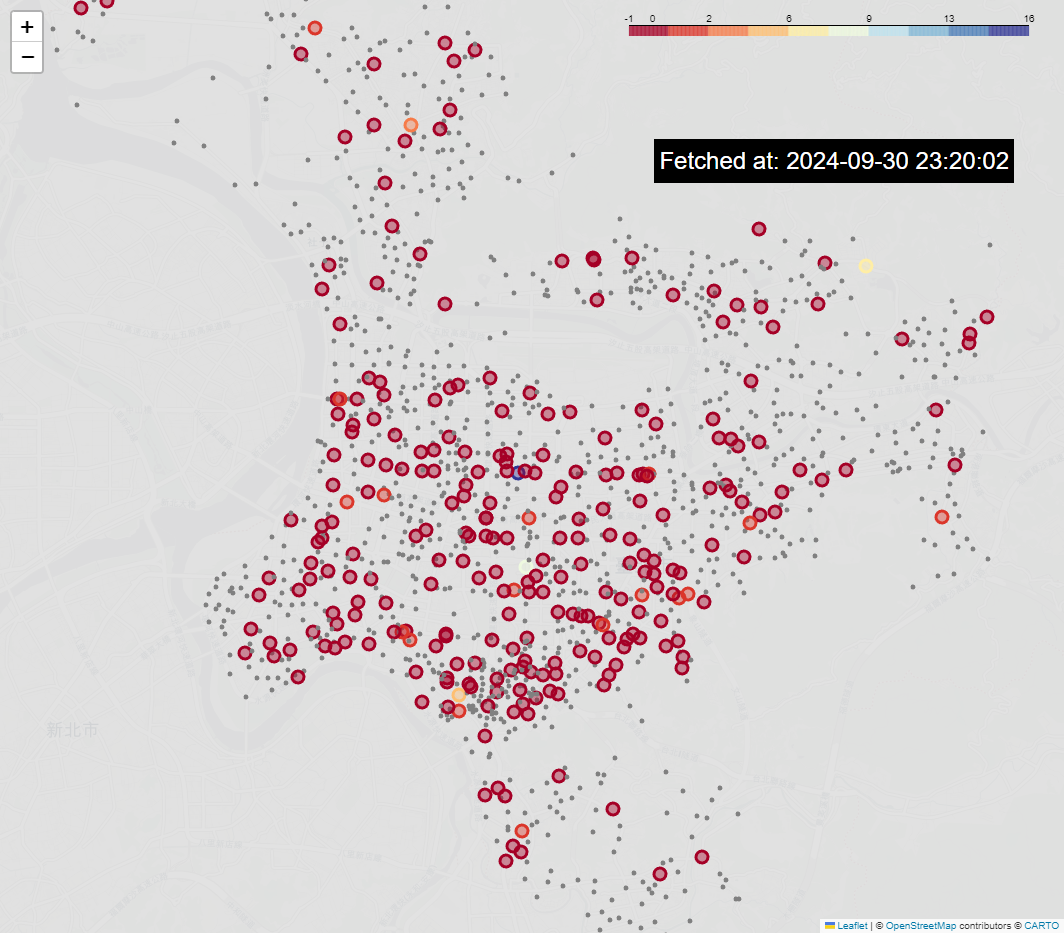 +
−
-1 0 2 6 9 13 16
Fetched at: 2024-09-30 23:20:02
新北市
Leaflet | © OpenStreetMap contributors © CARTO